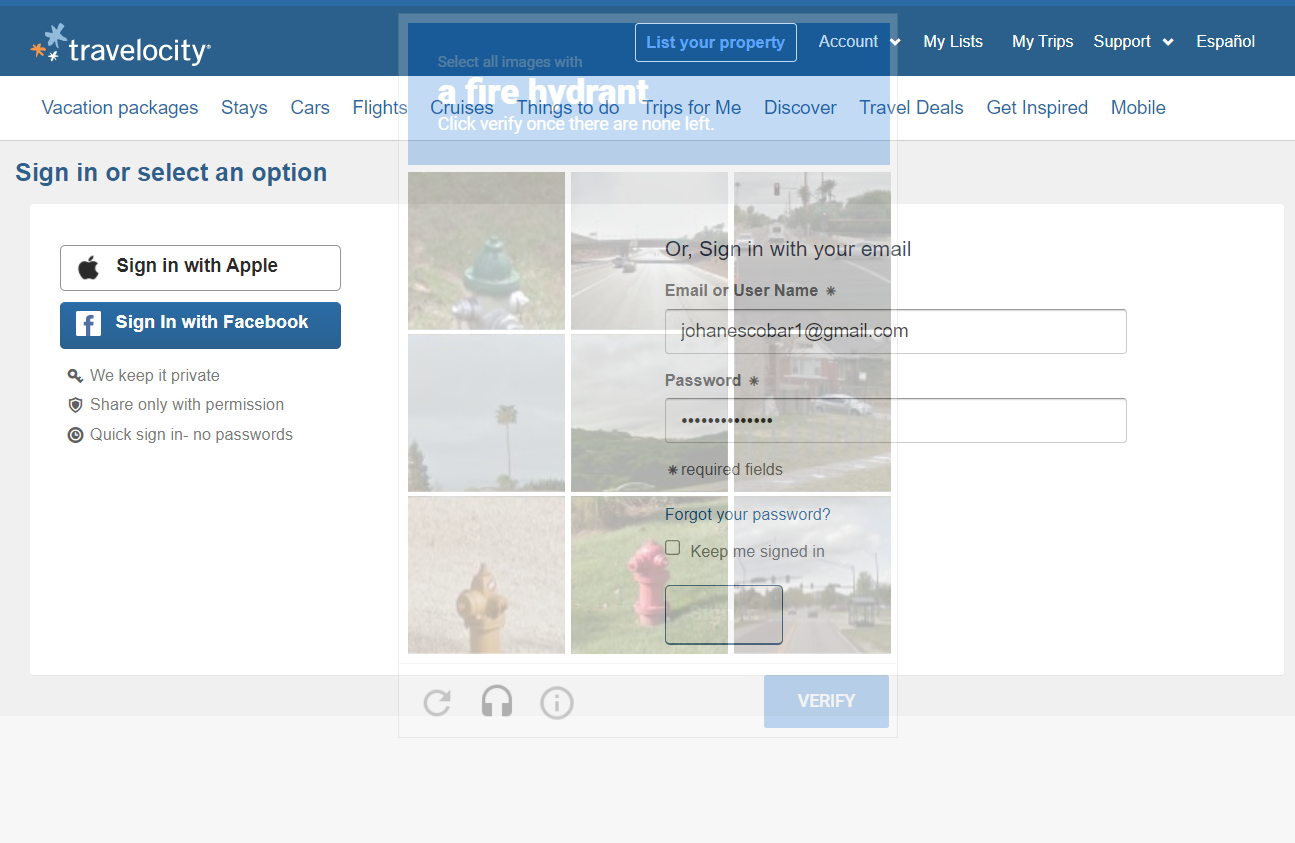 travelocity®
List your property
Account
My Lists
My Trips
Support
Español
Select all images with
a fire hydrant
Click verify once there are none left.
Vacation packages
Stays
Cars
Flights
Cruises
Things to do
Trips for Me
Discover
Travel Deals
Get Inspired
Mobile
Sign in or select an option
Sign in with Apple
Sign In with Facebook
We keep it private
Share only with permission
Quick sign in- no passwords
Or, Sign in with your email
Email or User Name *
johanescobar1@gmail.com
Password *
••••••••••••••
*required fields
Forgot your password?
Keep me signed in
VERIFY